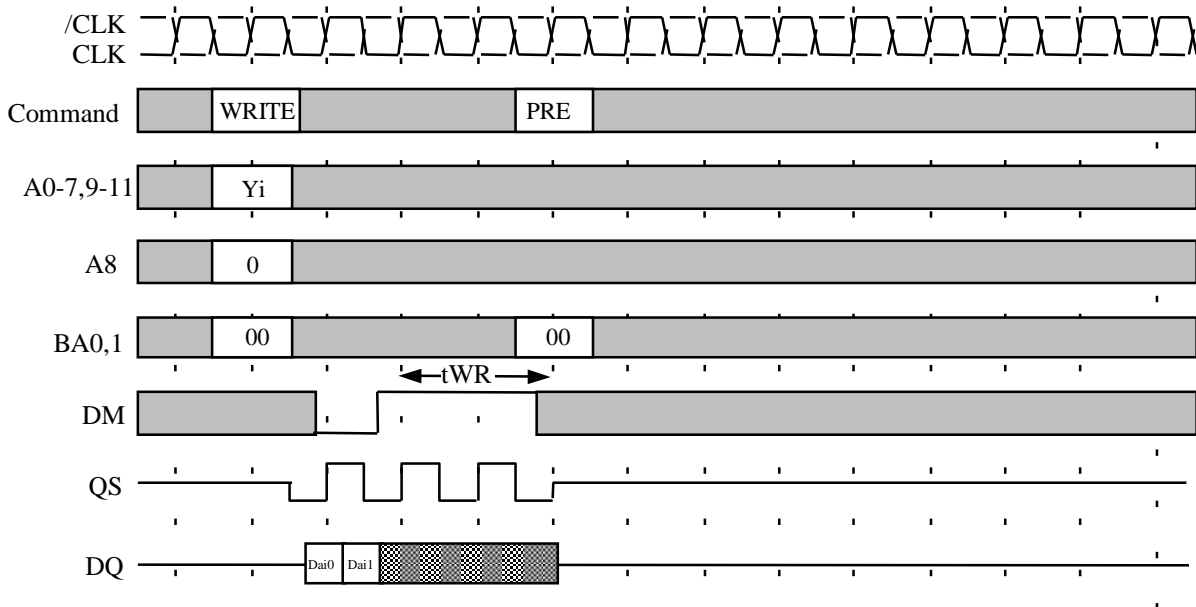 /CLK
CLK
Command WRITE PRE
A0-7,9-11 Yi
A8 0
BA0,1 00 00
tWR
DM
QS
DQ Dai0 Dai1